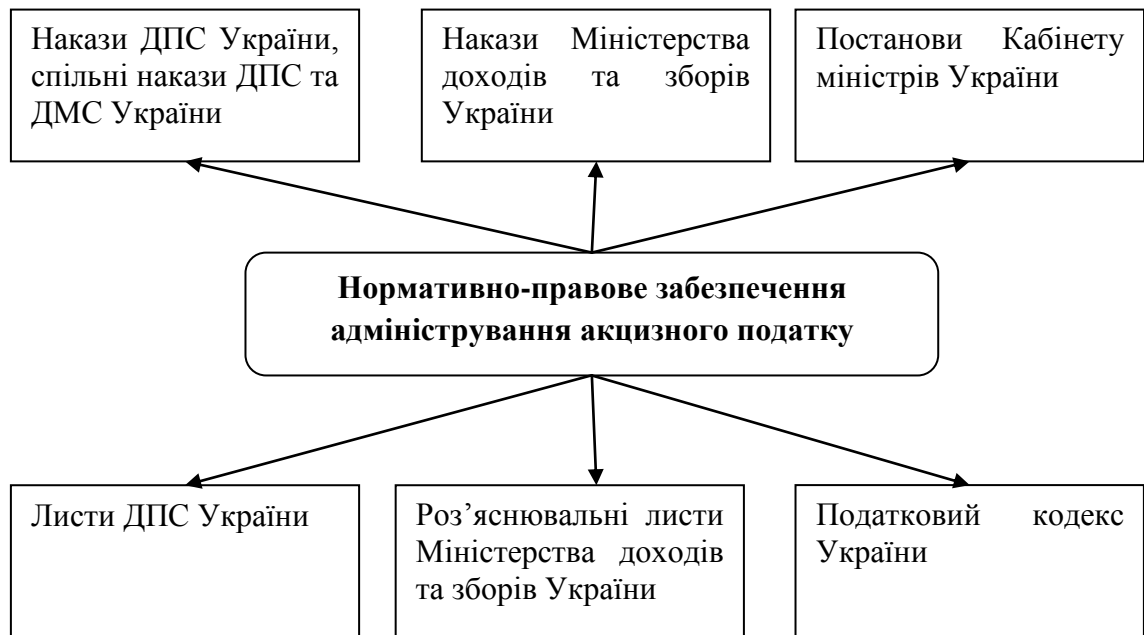 Накази ДПС України,
спільні накази ДПС та
ДМС України
Накази Міністерства
доходів та зборів
України
Постанови Кабінету
міністрів України
Нормативно-правове забезпечення
адміністрування акцизного податку
Листи ДПС України
Роз’яснювальні листи
Міністерства доходів
та зборів України
Податковий кодекс
України